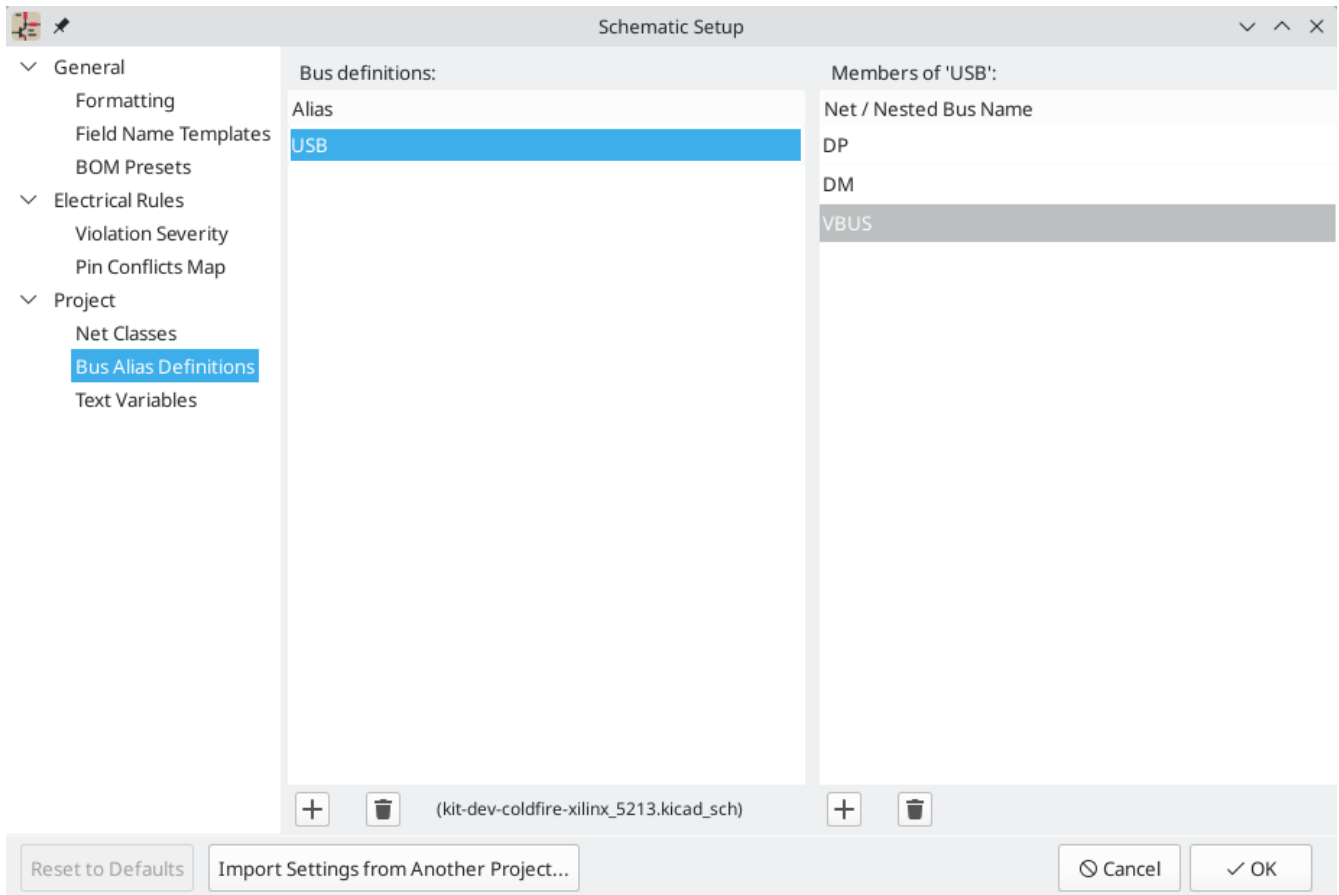 Schematic Setup
General
Formatting
Field Name Templates
BOM Presets
Electrical Rules
Violation Severity
Pin Conflicts Map
Project
Net Classes
Bus Alias Definitions
Text Variables
Bus definitions:
Alias
USB
(kit-dev-coldfire-xilinx_5213.kicad_sch)
Members of 'USB':
Net / Nested Bus Name
DP
DM
VBUS
Reset to Defaults
Import Settings from Another Project...
Cancel
OK